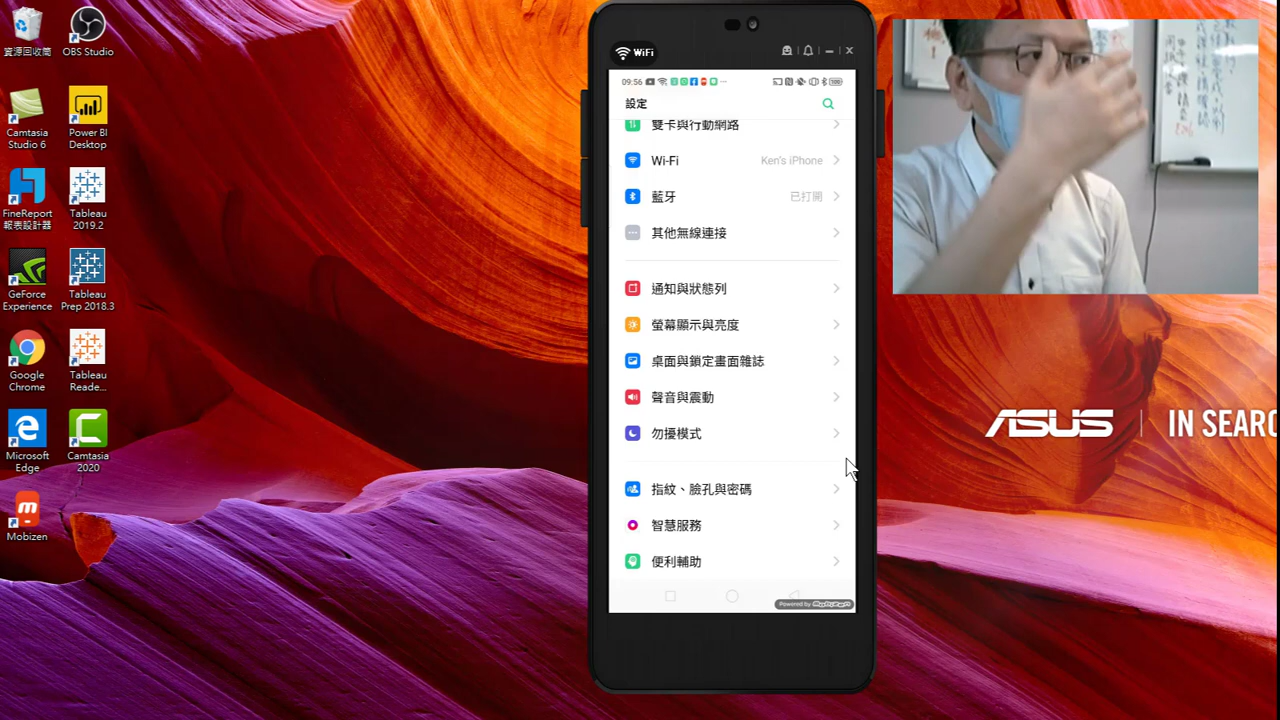 資源回收筒
OBS Studio
Camtasia
Studio 6
Power BI
Desktop
FineReport
報表設計器
Tableau
2019.2
GeForce
Experience
Tableau
Prep 2018.3
Google
Chrome
Tableau
Reade...
Microsoft
Edge
Camtasia
2020
Mobizen
WiFi
09:56
100
設定
雙卡與行動網路
Wi-Fi
Ken's iPhone
藍牙
已打開
其他無線連接
通知與狀態列
螢幕顯示與亮度
桌面與鎖定畫面雜誌
聲音與震動
勿擾模式
指紋、臉孔與密碼
智慧服務
便利輔助
Powered by Mobizen
ASUS
IN SEARC